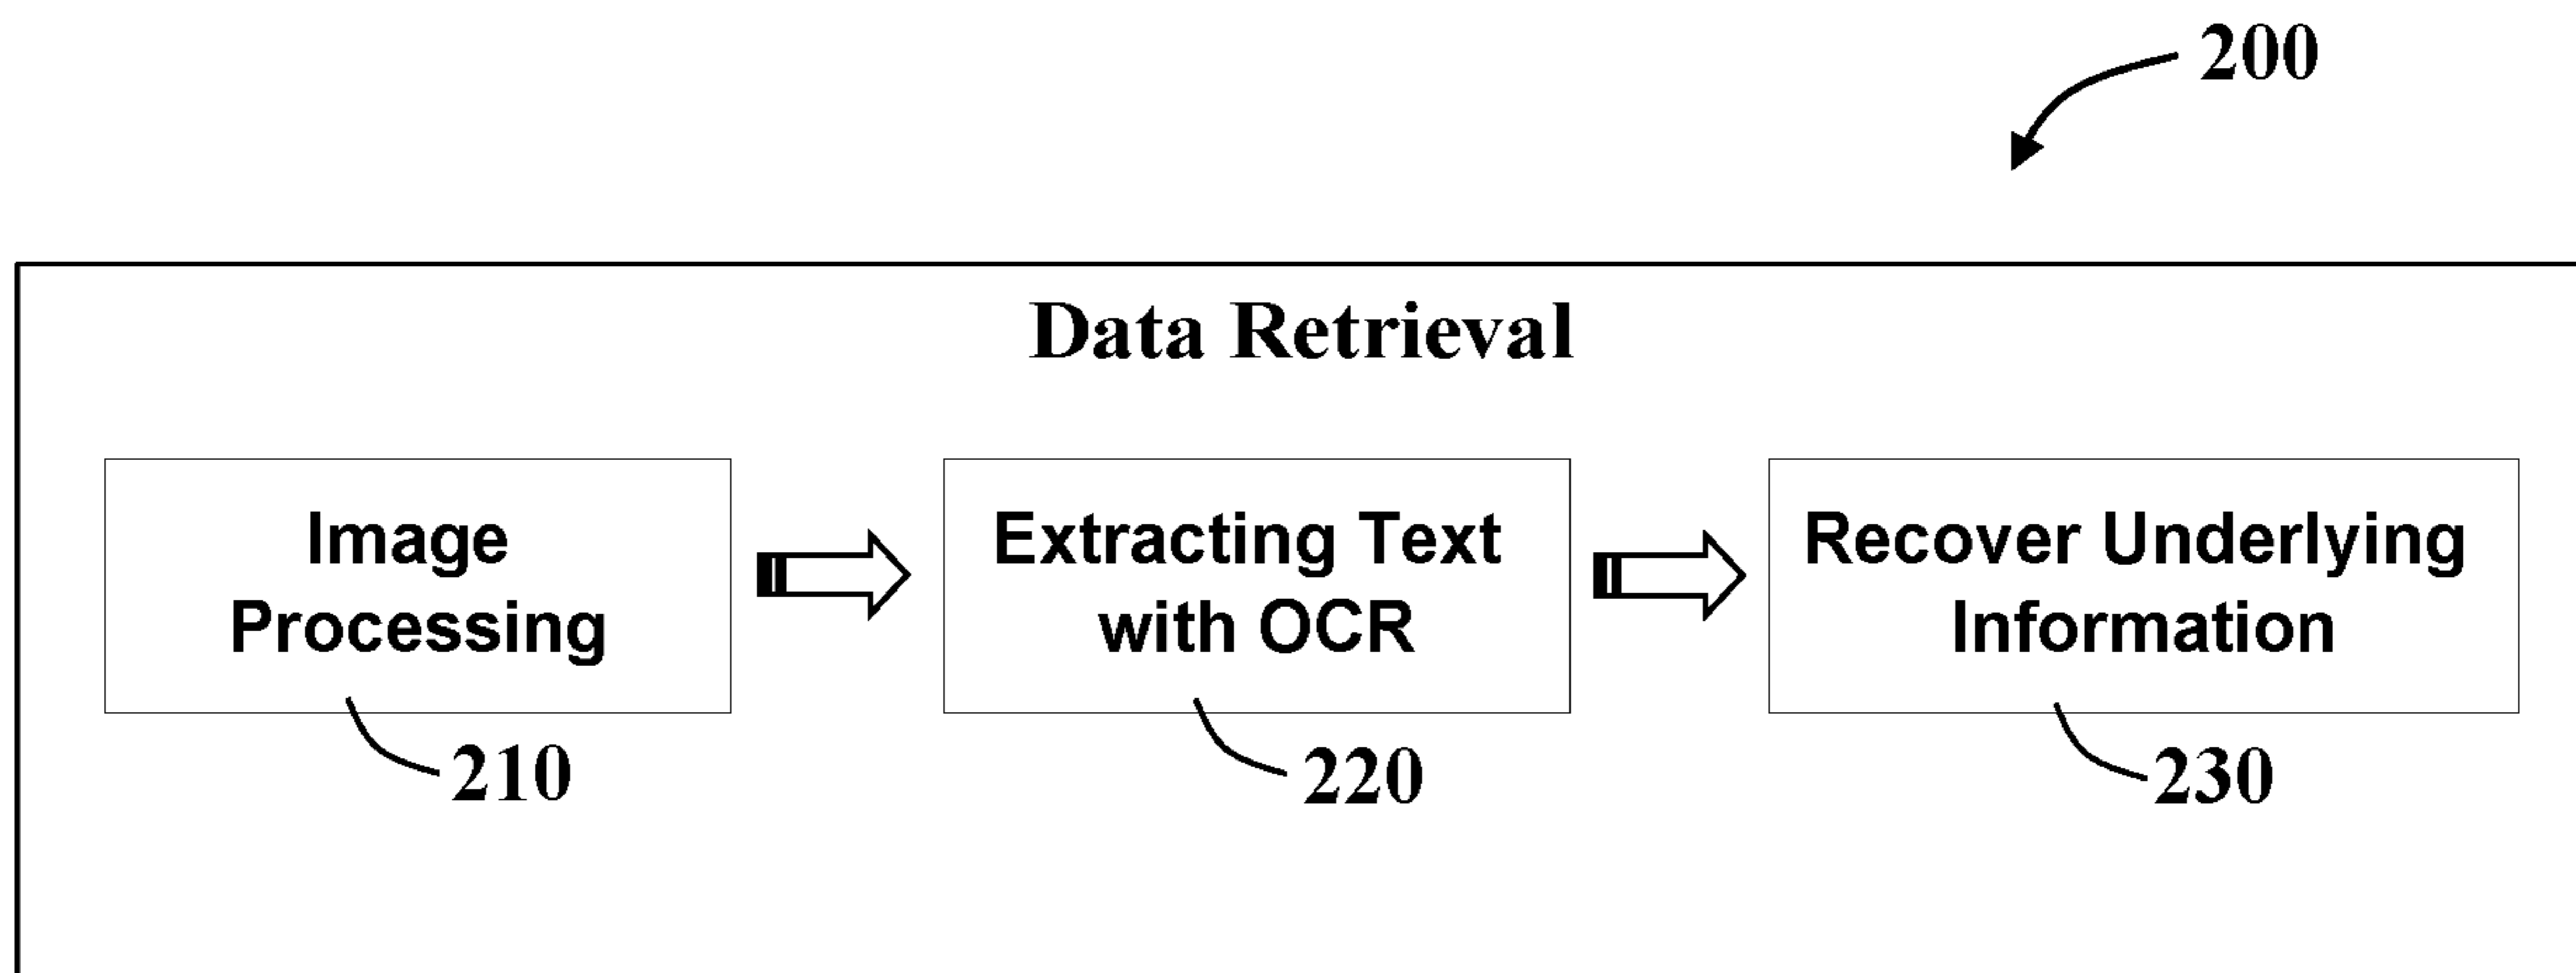 200
Data Retrieval
Image
Processing
Extracting Text
with OCR
Recover Underlying
Information
210
220
230